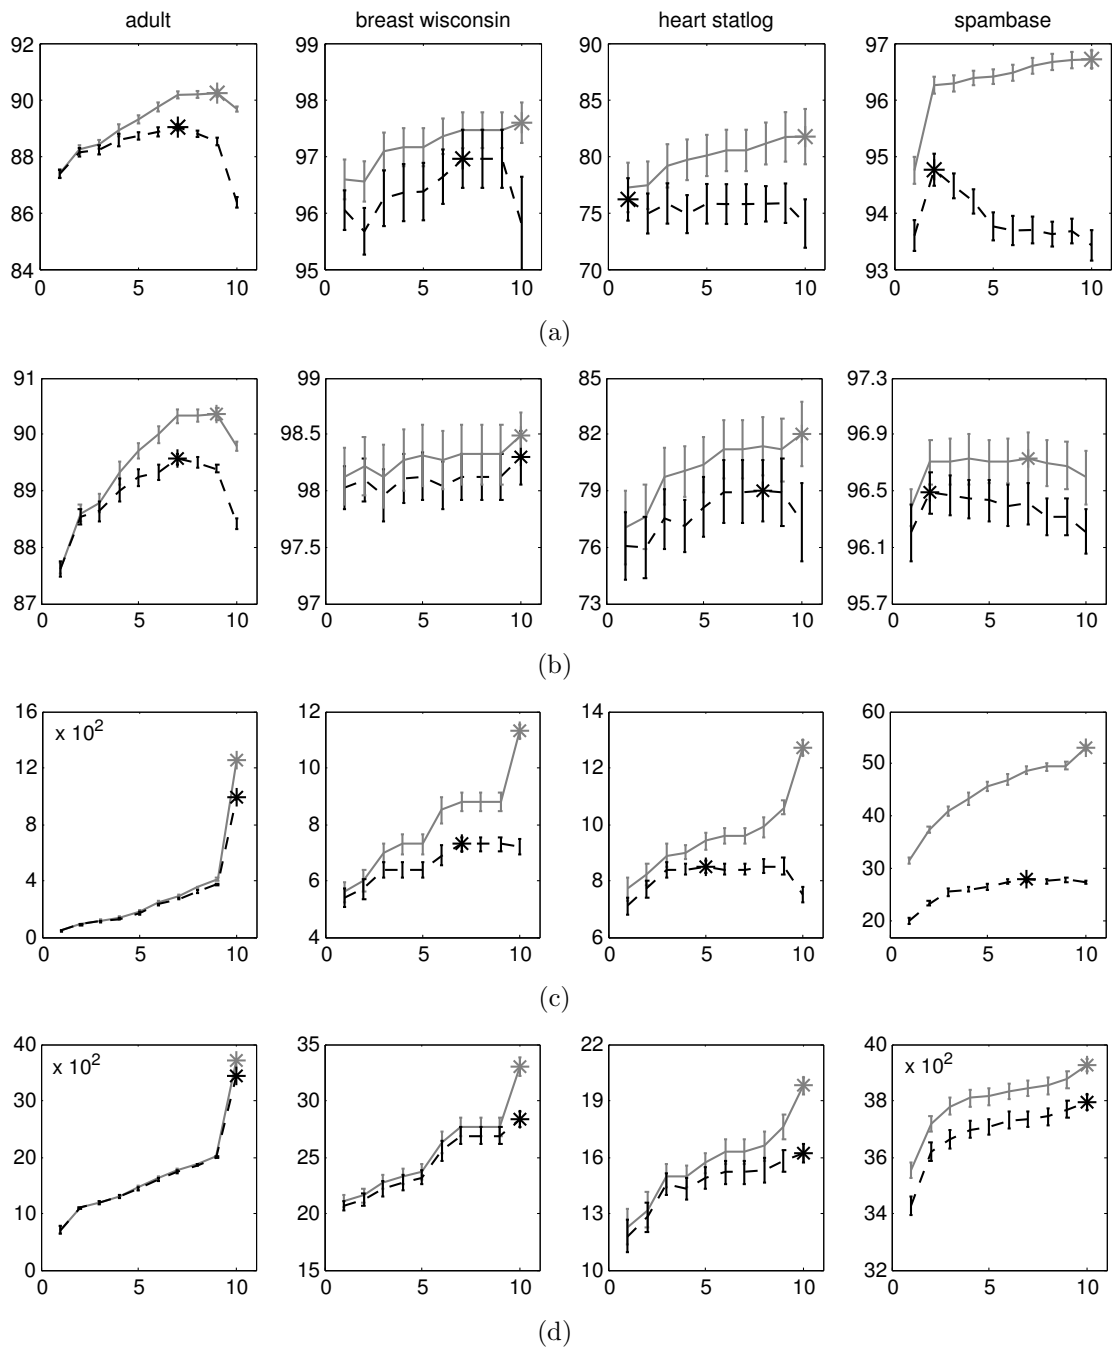 adult breast wisconsin heart statlog spambase
92 99 90 97
90 98 85 96
88 97 80 95
86 96 75 94
84 95 70 93
0 5 10 0 5 10 0 5 10 0 5 10
(a)
91 99 85 97.3
90 98.5 82 96.9
89 98 79 96.5
88 97.5 76 96.1
87 97 73 95.7
0 5 10 0 5 10 0 5 10 0 5 10
(b)
16 12 14 60
x 10²
12 10 12 50
40
8 8 10
30
4 6 8
20
0 4 6
0 5 10 0 5 10 0 5 10 0 5 10
(c)
40 35 22 40
x 10² x 10²
30 30 19 38
20 25 16 36
10 20 13 34
0 15 10 32
0 5 10 0 5 10 0 5 10 0 5 10
(d)